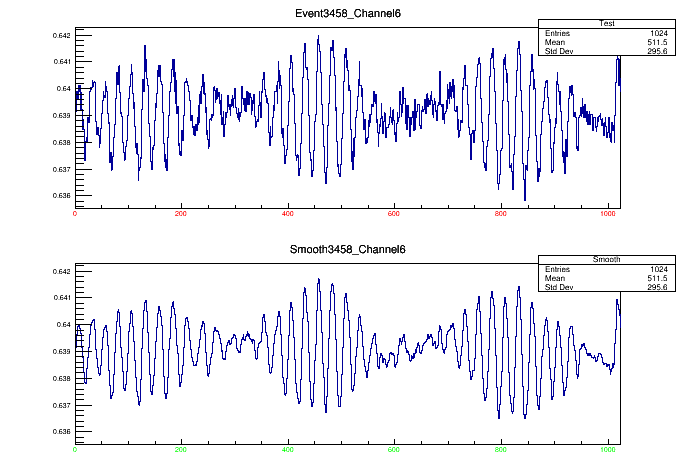 Event3458_Channel6
Test
Entries 1024
Mean 511.5
Std Dev 295.6
0.642
0.641
0.64
0.639
0.638
0.637
0.636
0 200 400 600 800 1000
Smooth3458_Channel6
Smooth
Entries 1024
Mean 511.5
Std Dev 295.6
0.642
0.641
0.64
0.639
0.638
0.637
0.636
0 200 400 600 800 1000